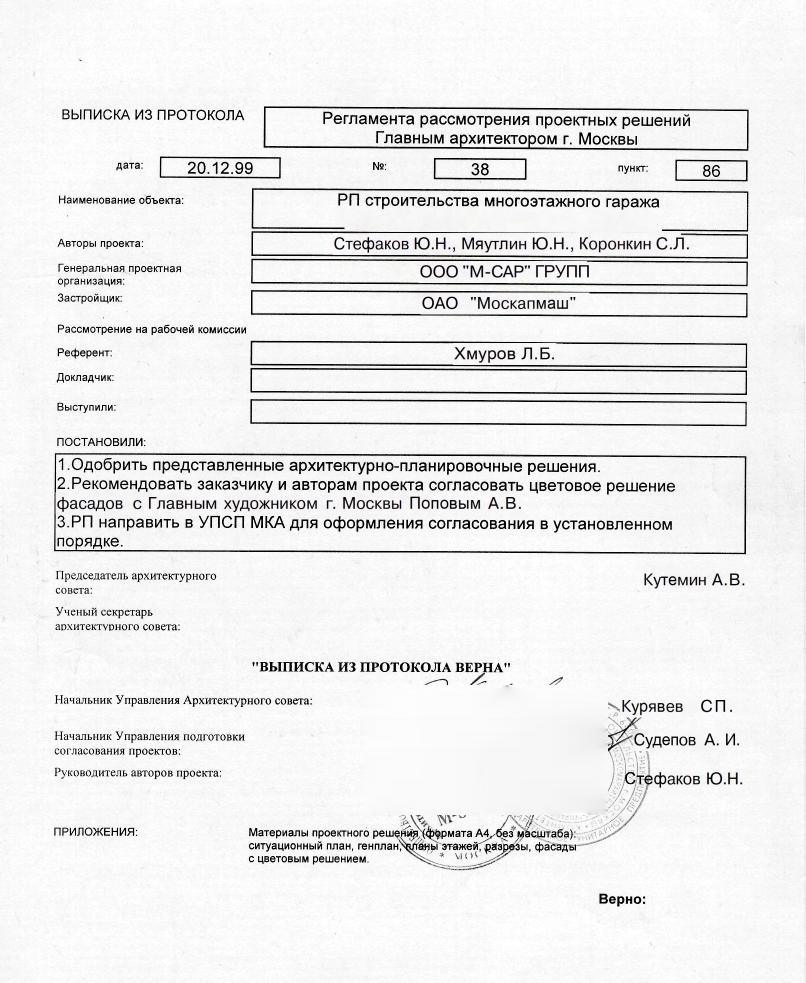 ВЫПИСКА ИЗ ПРОТОКОЛА
Регламента рассмотрения проектных решений
Главным архитектором г. Москвы
дата: 20.12.99 №: 38 пункт: 86
Наименование объекта: РП строительства многоэтажного гаража
Авторы проекта: Стефаков Ю.Н., Мяутлин Ю.Н., Коронкин С.Л.
Генеральная проектная
организация: ООО "М-САР" ГРУПП
Застройщик: ОАО "Москапмаш"
Рассмотрение на рабочей комиссии
Референт: Хмуров Л.Б.
Докладчик:
Выступили:
ПОСТАНОВИЛИ:
1.Одобрить представленные архитектурно-планировочные решения.
2.Рекомендовать заказчику и авторам проекта согласовать цветовое решение
фасадов с Главным художником г. Москвы Поповым А.В.
3.РП направить в УПСП МКА для оформления согласования в установленном
порядке.
Председатель архитектурного
совета: Кутемин А.В.
Ученый секретарь
архитектурного совета:
"ВЫПИСКА ИЗ ПРОТОКОЛА ВЕРНА"
Начальник Управления Архитектурного совета: Курявев СП.
Начальник Управления подготовки
согласования проектов: Судепов А. И.
Руководитель авторов проекта: Стефаков Ю.Н.
ПРИЛОЖЕНИЯ: Материалы проектного решения (формата А4, без масштаба):
ситуационный план, генплан, планы этажей, разрезы, фасады
с цветовым решением.
Верно: